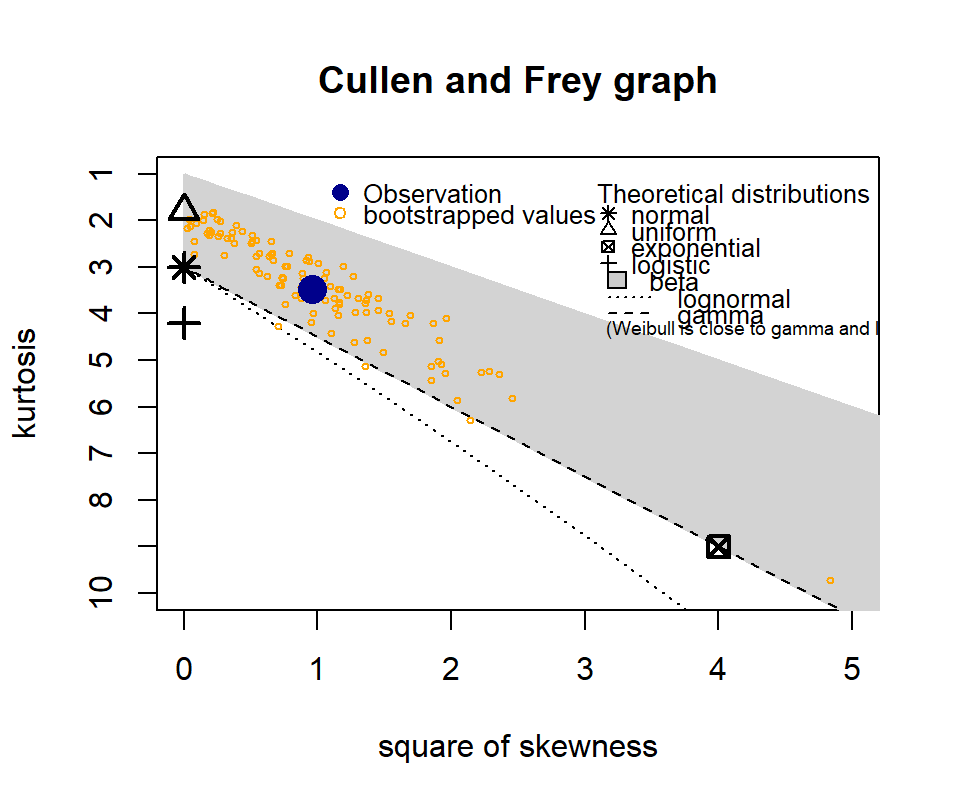 Cullen and Frey graph
Observation
bootstrapped values
Theoretical distributions
normal
uniform
exponential
logistic
beta
lognormal
gamma
(Weibull is close to gamma and l
kurtosis
1
2
3
4
5
6
7
8
10
0 1 2 3 4 5
square of skewness